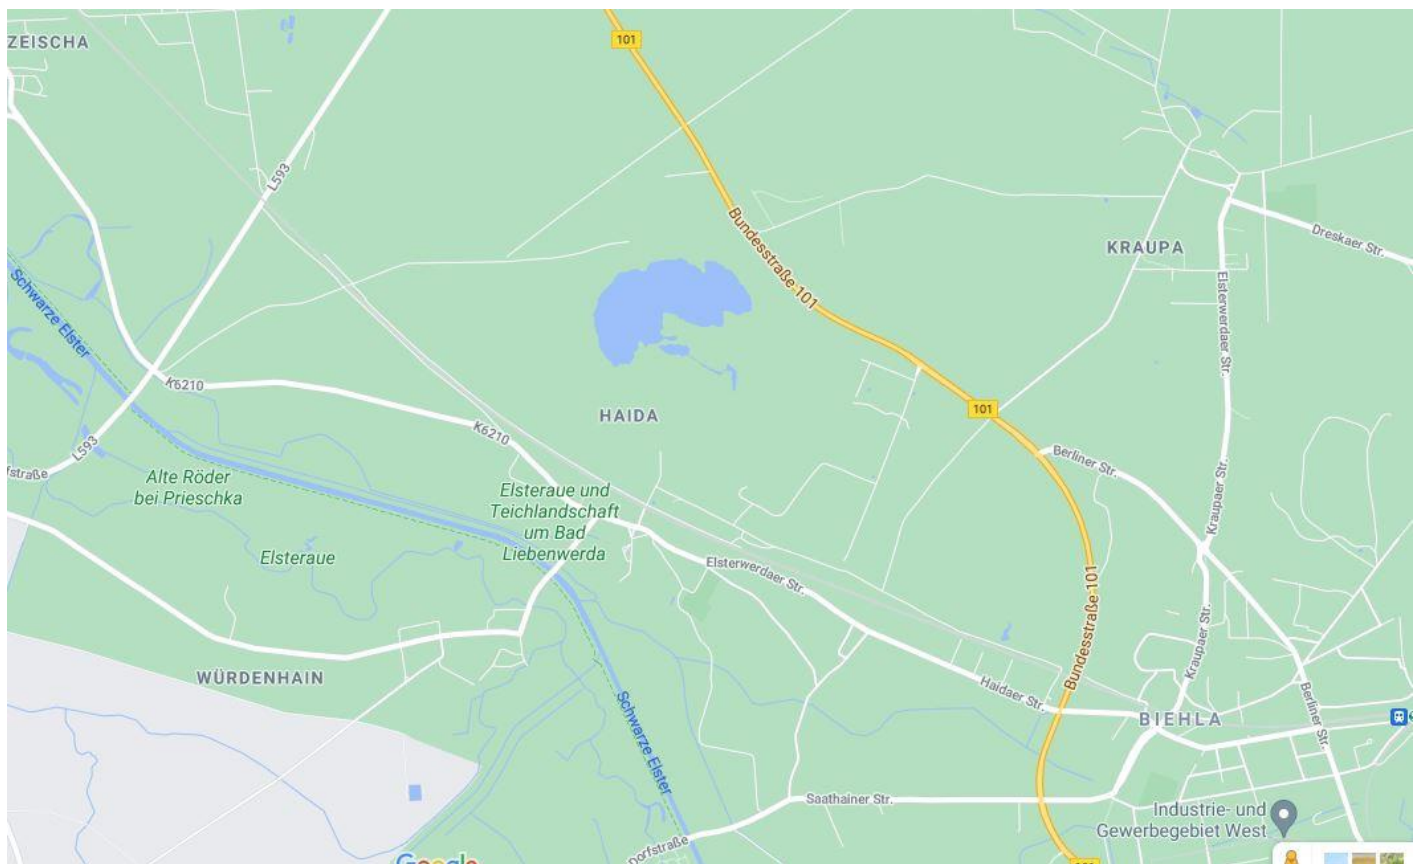 ZEISCHA
101
L593
Bundesstraße 101
KRAUPA
Dreskaer Str.
Elsterwerdaer Str.
Schwarze Elster
K6210
HAIDA
101
K6210
L593
Berliner Str.
Alte Röder
bei Prieschka
Elsteraue und
Teichlandschaft
um Bad
Liebenwerda
Kraupaer Str.
Elsteraue
Elsterwerdaer Str.
Bundesstraße 101
Kraupaer Str.
WÜRDENHAIN
Haidaer Str.
Schwarze Elster
BIEHLA
Berliner Str.
Saathainer Str.
Industrie- und
Gewerbegebiet West
Dorfstraße
Google